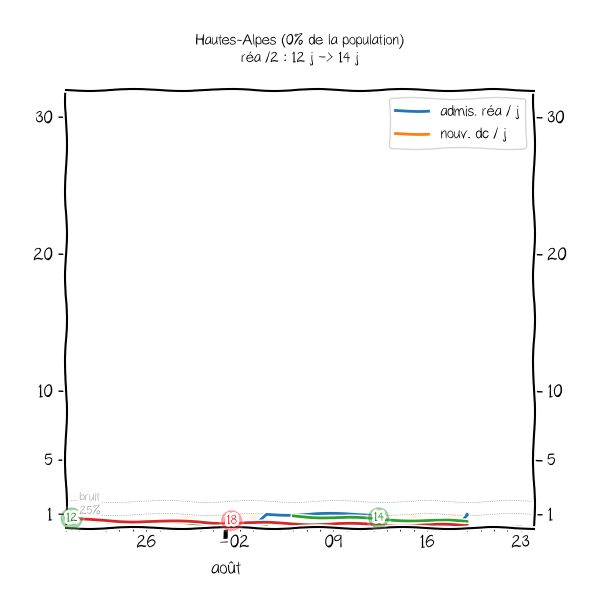 Hautes-Alpes (0% de la population)
réa /2 : 12 j -> 14 j
admis. réa / j
nouv. dc / j
30 30
20 20
10 10
5 5
... bruit
25%
1 12 18 14 1
26 02 09 16 23
août